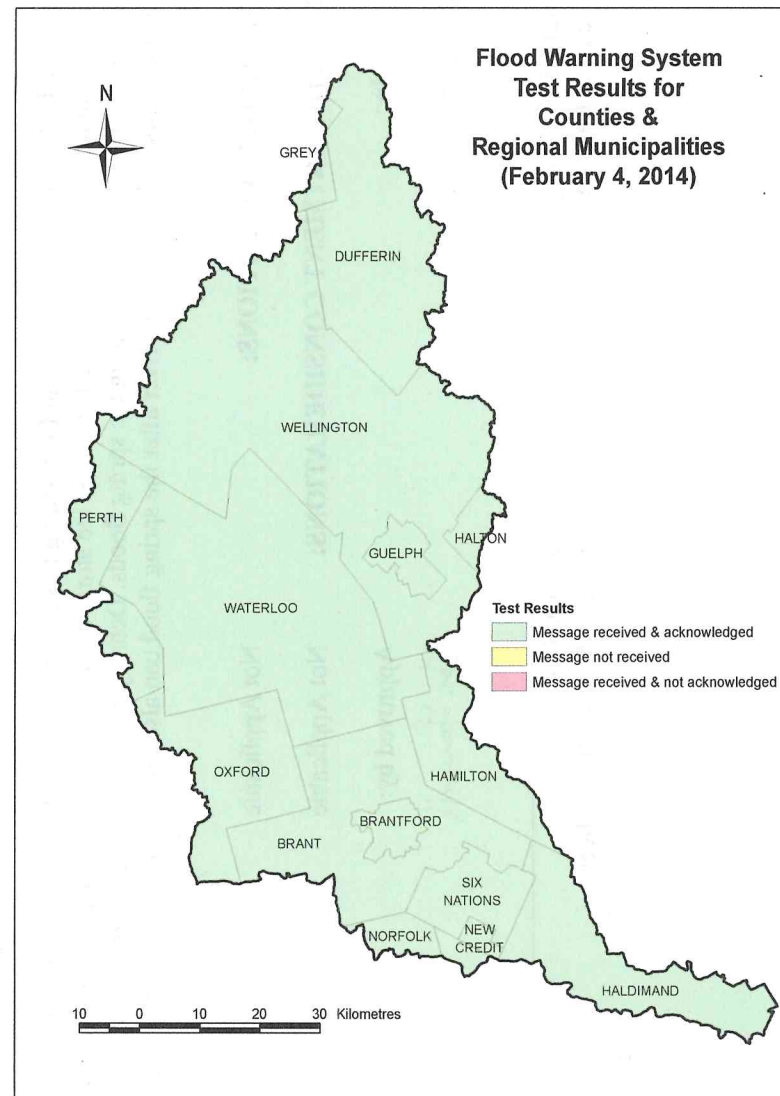 Flood Warning System
Test Results for
Counties &
Regional Municipalities
(February 4, 2014)
N
GREY
DUFFERIN
WELLINGTON
PERTH
GUELPH
HALTON
WATERLOO
Test Results
Message received & acknowledged
Message not received
Message received & not acknowledged
OXFORD
HAMILTON
BRANTFORD
BRANT
SIX
NATIONS
NORFOLK
NEW
CREDIT
HALDIMAND
10 0 10 20 30 Kilometres